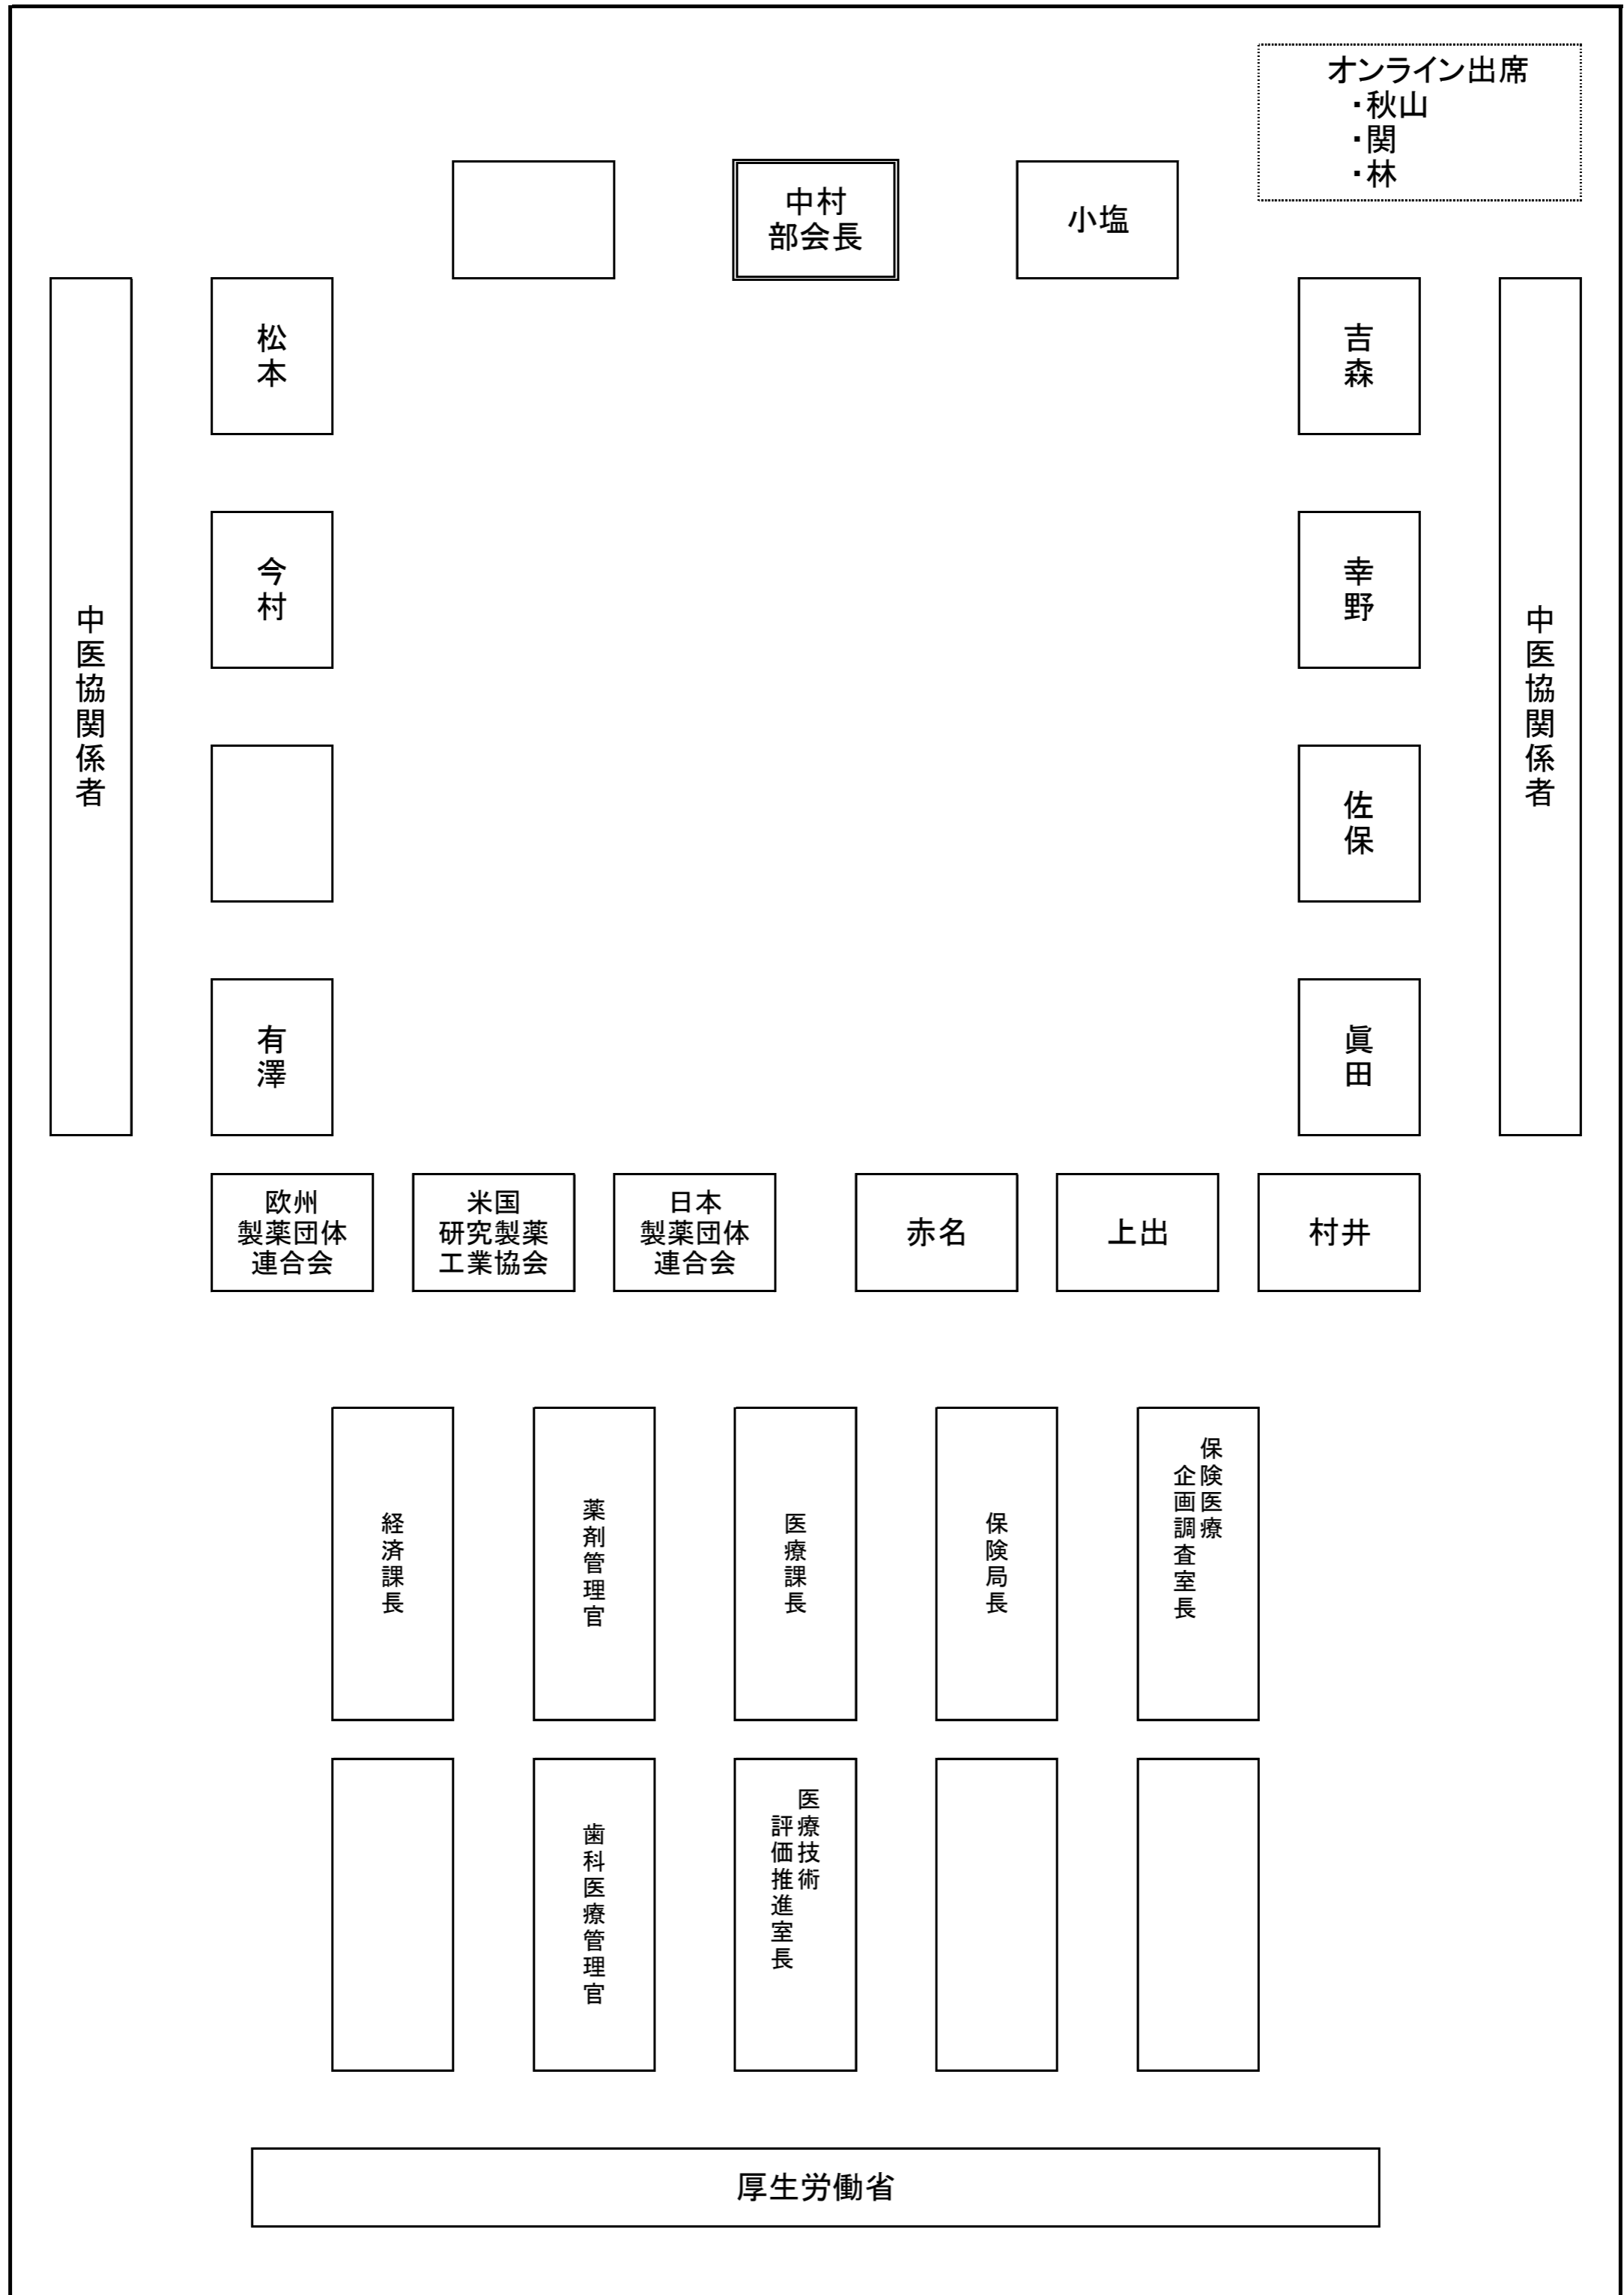 オンライン出席
・秋山
・関
・林
中村
部会長
小塩
松本
吉森
今村
幸野
中医協関係者
中医協関係者
佐保
有澤
眞田
欧州
製薬団体
連合会
米国
研究製薬
工業協会
日本
製薬団体
連合会
赤名
上出
村井
経済課長
薬剤管理官
医療課長
保険局長
保険医療
企画調査室長
歯科医療管理官
医療技術
評価推進室長
厚生労働省